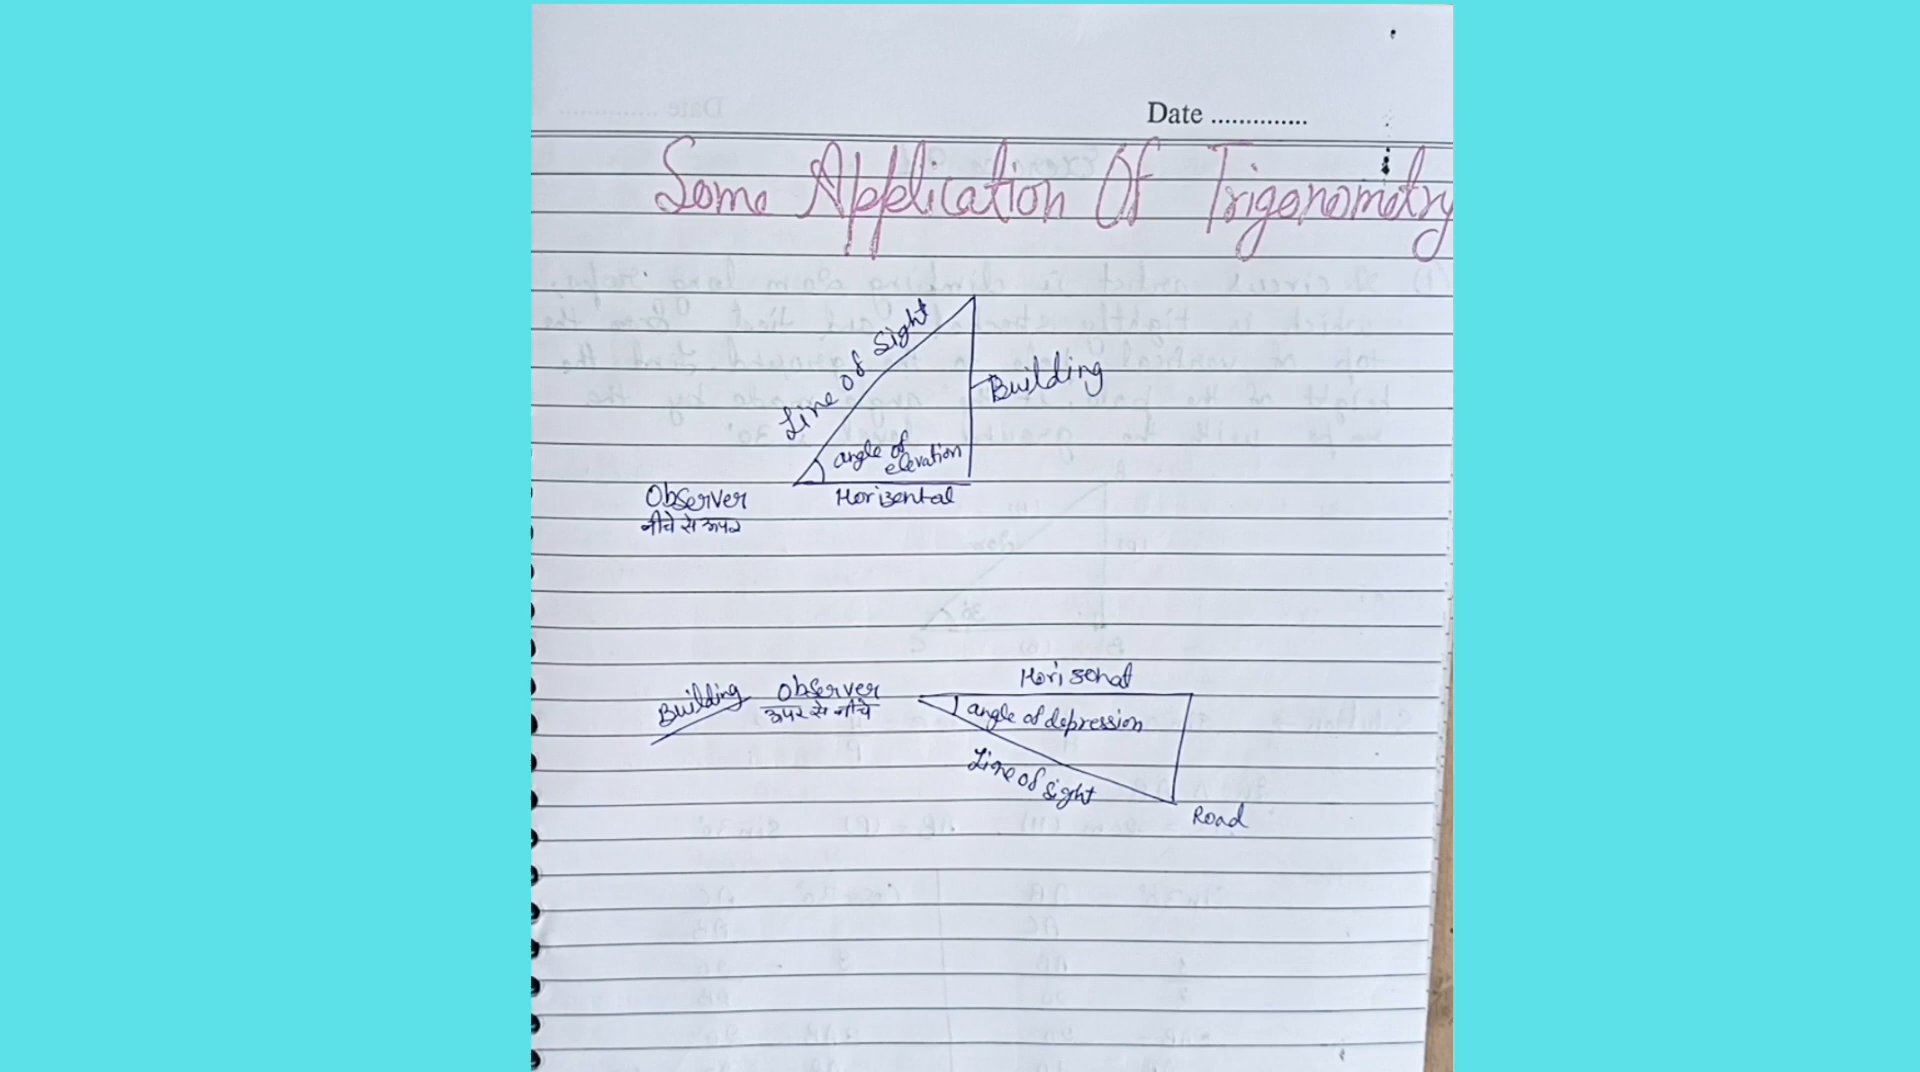 Date ..............
Some Application Of Trigonometry
Line of Sight
Building
angle of
elevation
Observer
नीचे से ऊपर
Horizental
Horizontal
Building
Observer
ऊपर से नीचे
angle of depression
Line of Sight
Road